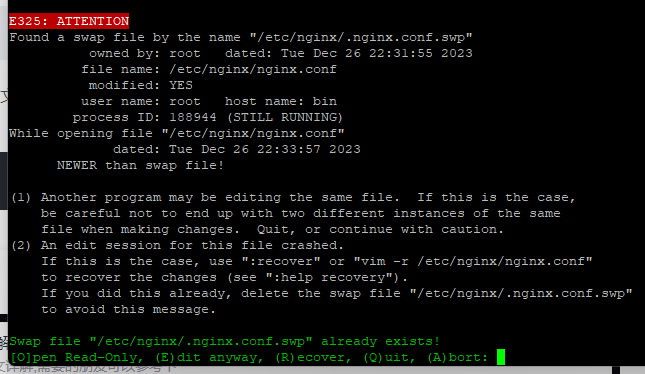 E325: ATTENTION
Found a swap file by the name "/etc/nginx/.nginx.conf.swp"
owned by: root   dated: Tue Dec 26 22:31:55 2023
file name: /etc/nginx/nginx.conf
modified: YES
user name: root   host name: bin
process ID: 188944 (STILL RUNNING)
While opening file "/etc/nginx/nginx.conf"
dated: Tue Dec 26 22:33:57 2023
NEWER than swap file!
(1) Another program may be editing the same file.  If this is the case,
be careful not to end up with two different instances of the same
file when making changes.  Quit, or continue with caution.
(2) An edit session for this file crashed.
If this is the case, use ":recover" or "vim -r /etc/nginx/nginx.conf"
to recover the changes (see ":help recovery").
If you did this already, delete the swap file "/etc/nginx/.nginx.conf.swp"
to avoid this message.
Swap file "/etc/nginx/.nginx.conf.swp" already exists!
[O]pen Read-Only, (E)dit anyway, (R)ecover, (Q)uit, (A)bort: